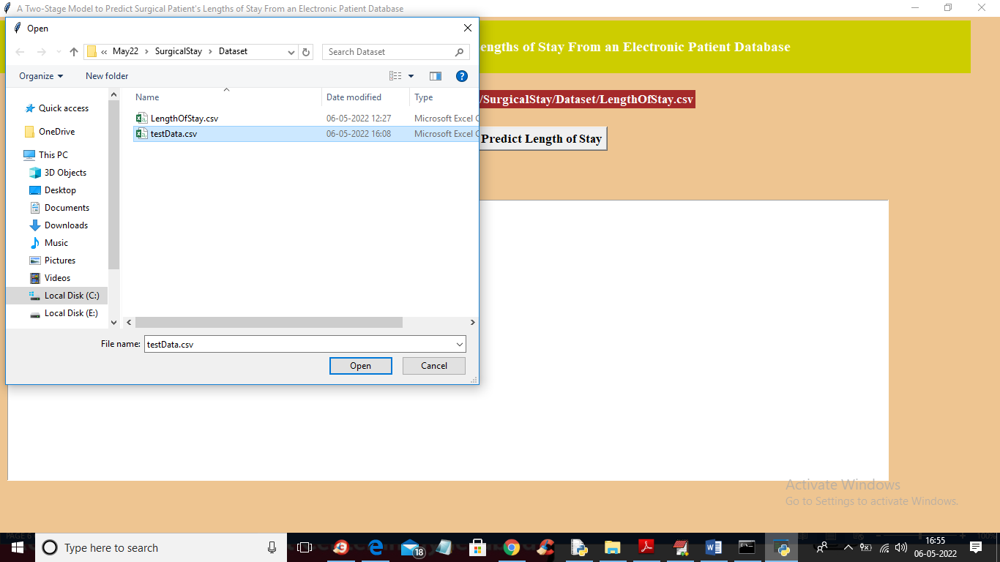 A Two-Stage Model to Predict Surgical Patient's Lengths of Stay From an Electronic Patient Database
Open
engths of Stay From an Electronic Patient Database
« May22 > SurgicalStay > Dataset
Search Dataset
Organize
New folder
/SurgicalStay/Dataset/LengthOfStay.csv
Name
Date modified
Type
Quick access
LengthOfStay.csv
06-05-2022 12:27
Microsoft Excel C
testData.csv
06-05-2022 16:08
Microsoft Excel C
Predict Length of Stay
OneDrive
This PC
3D Objects
Desktop
Documents
Downloads
Music
Pictures
Videos
Local Disk (C:)
Local Disk (E:)
File name:
testData.csv
Open
Cancel
Activate Windows
Go to Settings to activate Windows.
PAGE 6
100%
Type here to search
18
16:55
06-05-2022